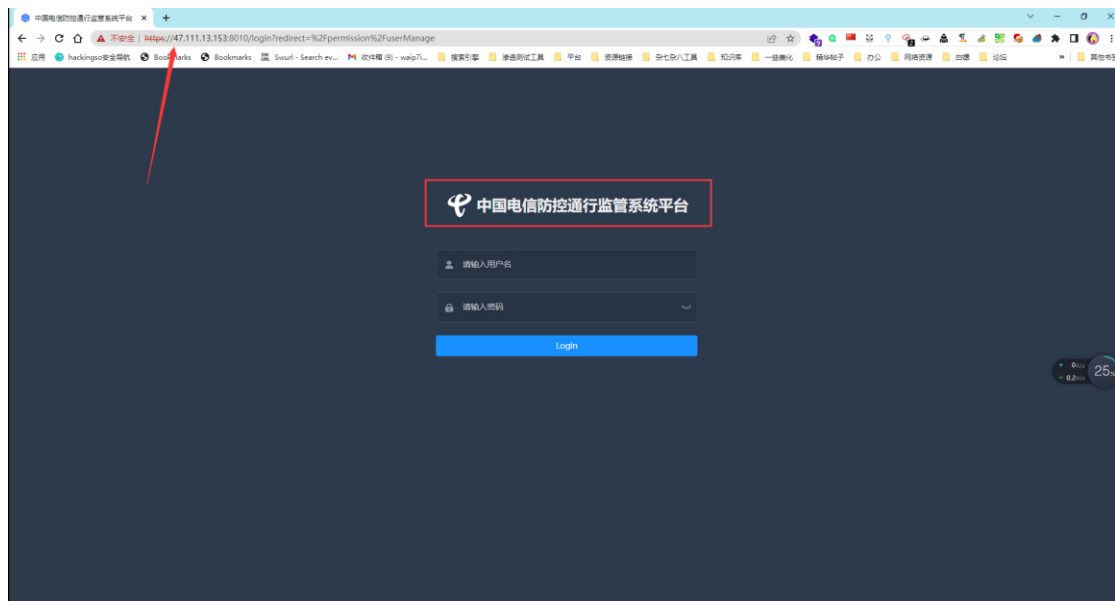 中国电信防控通行监管系统平台
不安全 https://47.111.13.153:8010/login?redirect=%2Fpermission%2FuserManage
应用 hackingso安全导航 Bookmarks Bookmarks Swurl - Search ev... M 收件箱 (9) - waip7i... 搜索引擎 渗透测试工具 平台 资源链接 杂七杂八工具 知识库 一些美化 精华帖子 办公 网络资源 白嫖 论坛 » 其他书签
中国电信防控通行监管系统平台
请输入用户名
请输入密码
Login
25%